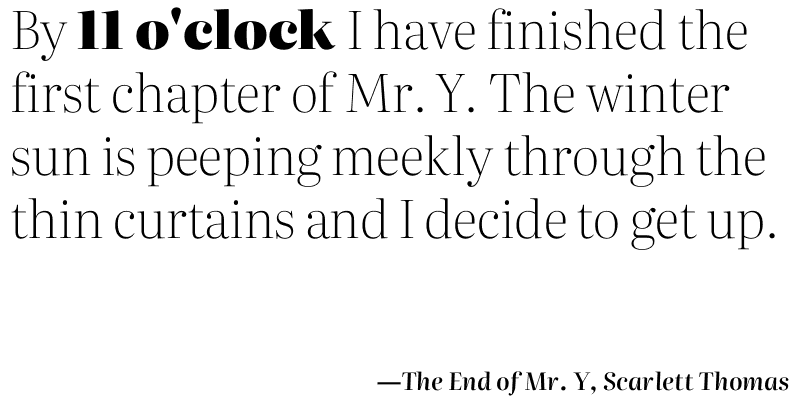 By 11 o'clock I have finished the
first chapter of Mr. Y. The winter
sun is peeping meekly through the
thin curtains and I decide to get up.
—The End of Mr. Y, Scarlett Thomas